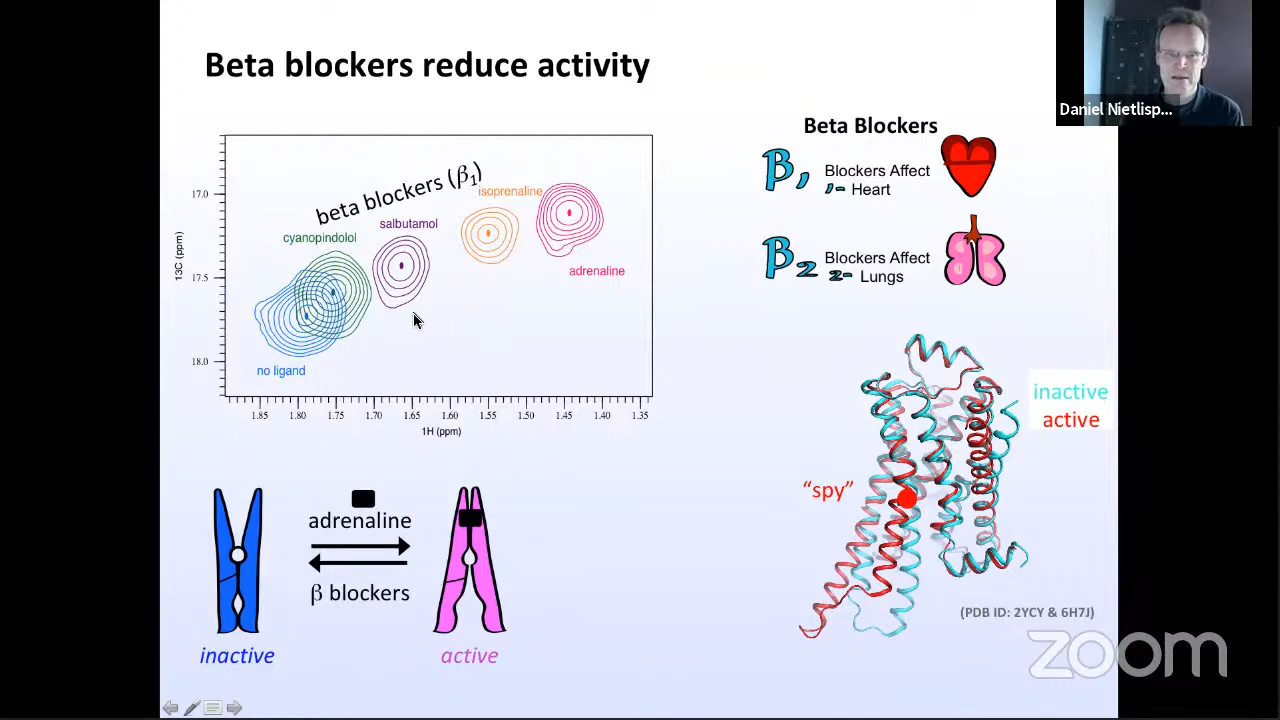 Beta blockers reduce activity
Daniel Nietlisp...
beta blockers (β1)
isoprenaline
salbutamol
cyanopindolol
adrenaline
no ligand
17.0
17.5
18.0
13C (ppm)
1.85 1.80 1.75 1.70 1.65 1.60 1.55 1.50 1.45 1.40 1.35
1H (ppm)
Beta Blockers
β1 Blockers Affect
1- Heart
β2 Blockers Affect
2- Lungs
inactive
active
"spy"
(PDB ID: 2YCY & 6H7J)
adrenaline
β blockers
inactive
active
zoom